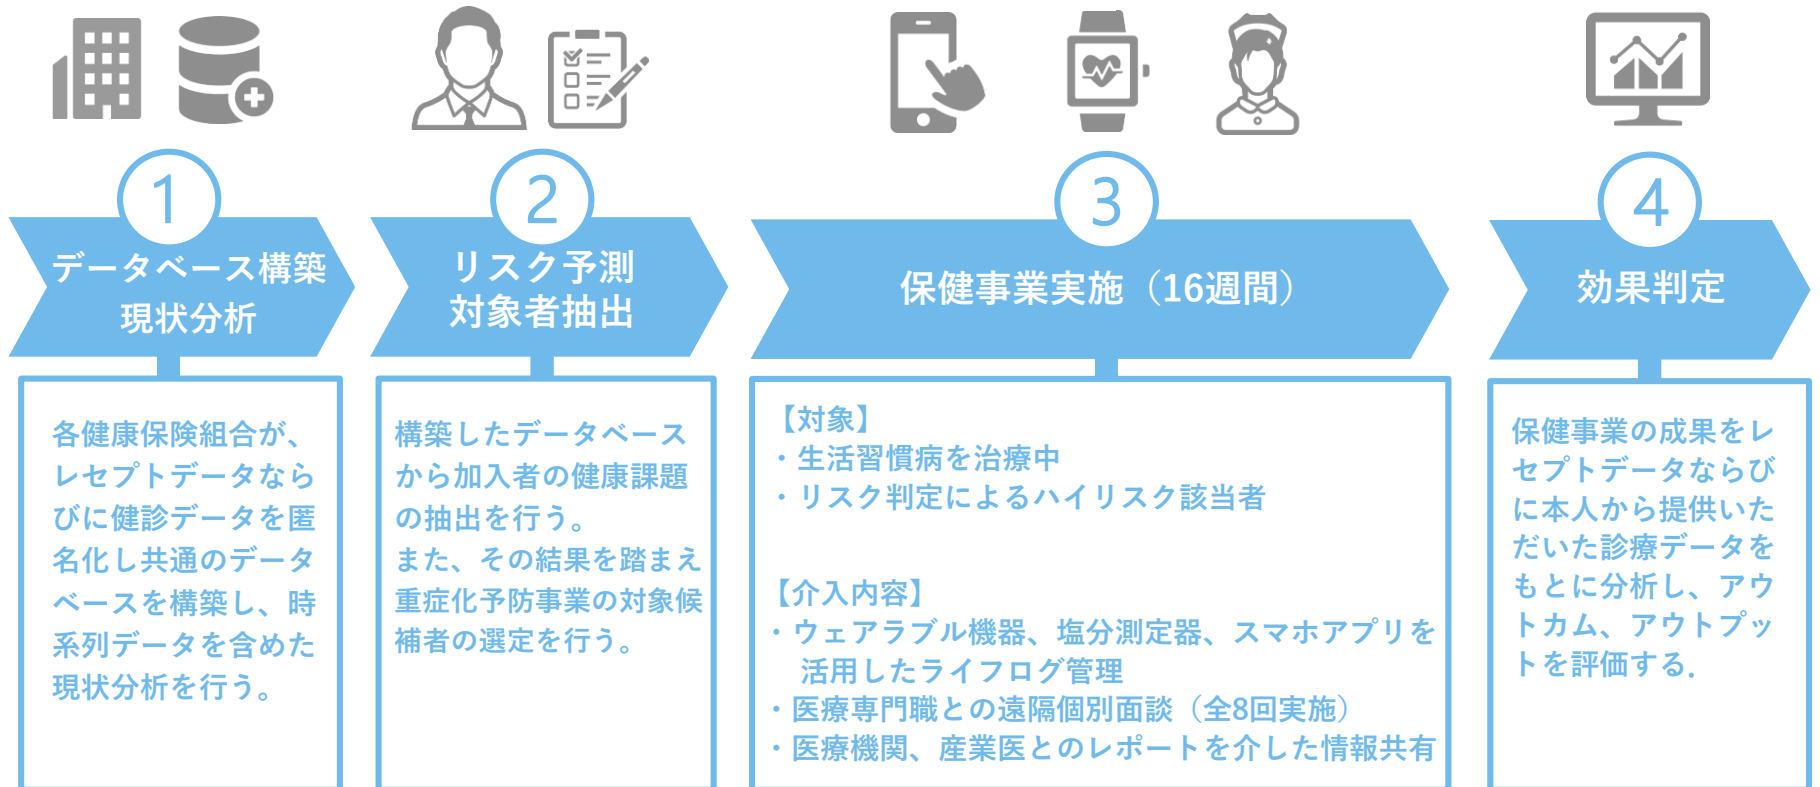 1
データベース構築
現状分析
各健康保険組合が、
レセプトデータなら
びに健診データを匿
名化し共通のデータ
ベースを構築し、時
系列データを含めた
現状分析を行う。
2
リスク予測
対象者抽出
構築したデータベース
から加入者の健康課題
の抽出を行う。
また、その結果を踏まえ
重症化予防事業の対象候
補者の選定を行う。
3
保健事業実施（16週間）
【対象】
・生活習慣病を治療中
・リスク判定によるハイリスク該当者
【介入内容】
・ウェアラブル機器、塩分測定器、スマホアプリを
活用したライフログ管理
・医療専門職との遠隔個別面談（全8回実施）
・医療機関、産業医とのレポートを介した情報共有
4
効果判定
保健事業の成果をレ
セプトデータならび
に本人から提供いた
だいた診療データを
もとに分析し、アウ
トカム、アウトプッ
トを評価する.